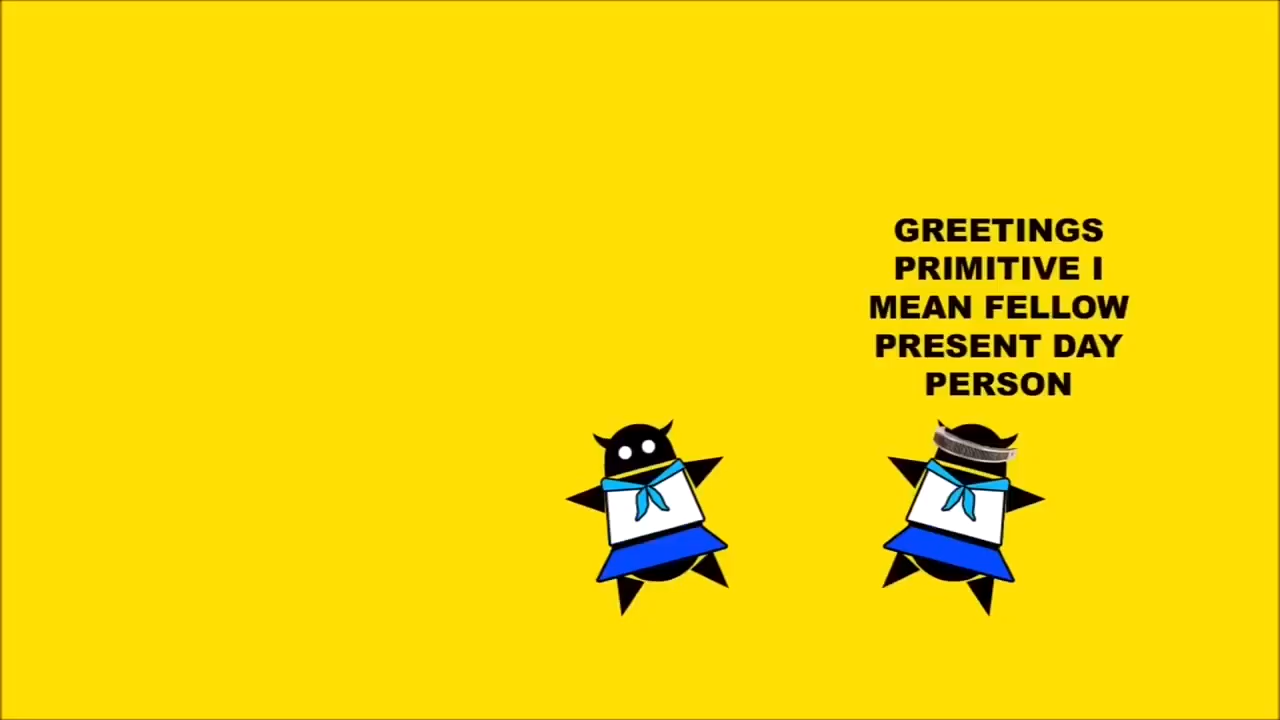 GREETINGS
PRIMITIVE I
MEAN FELLOW
PRESENT DAY
PERSON